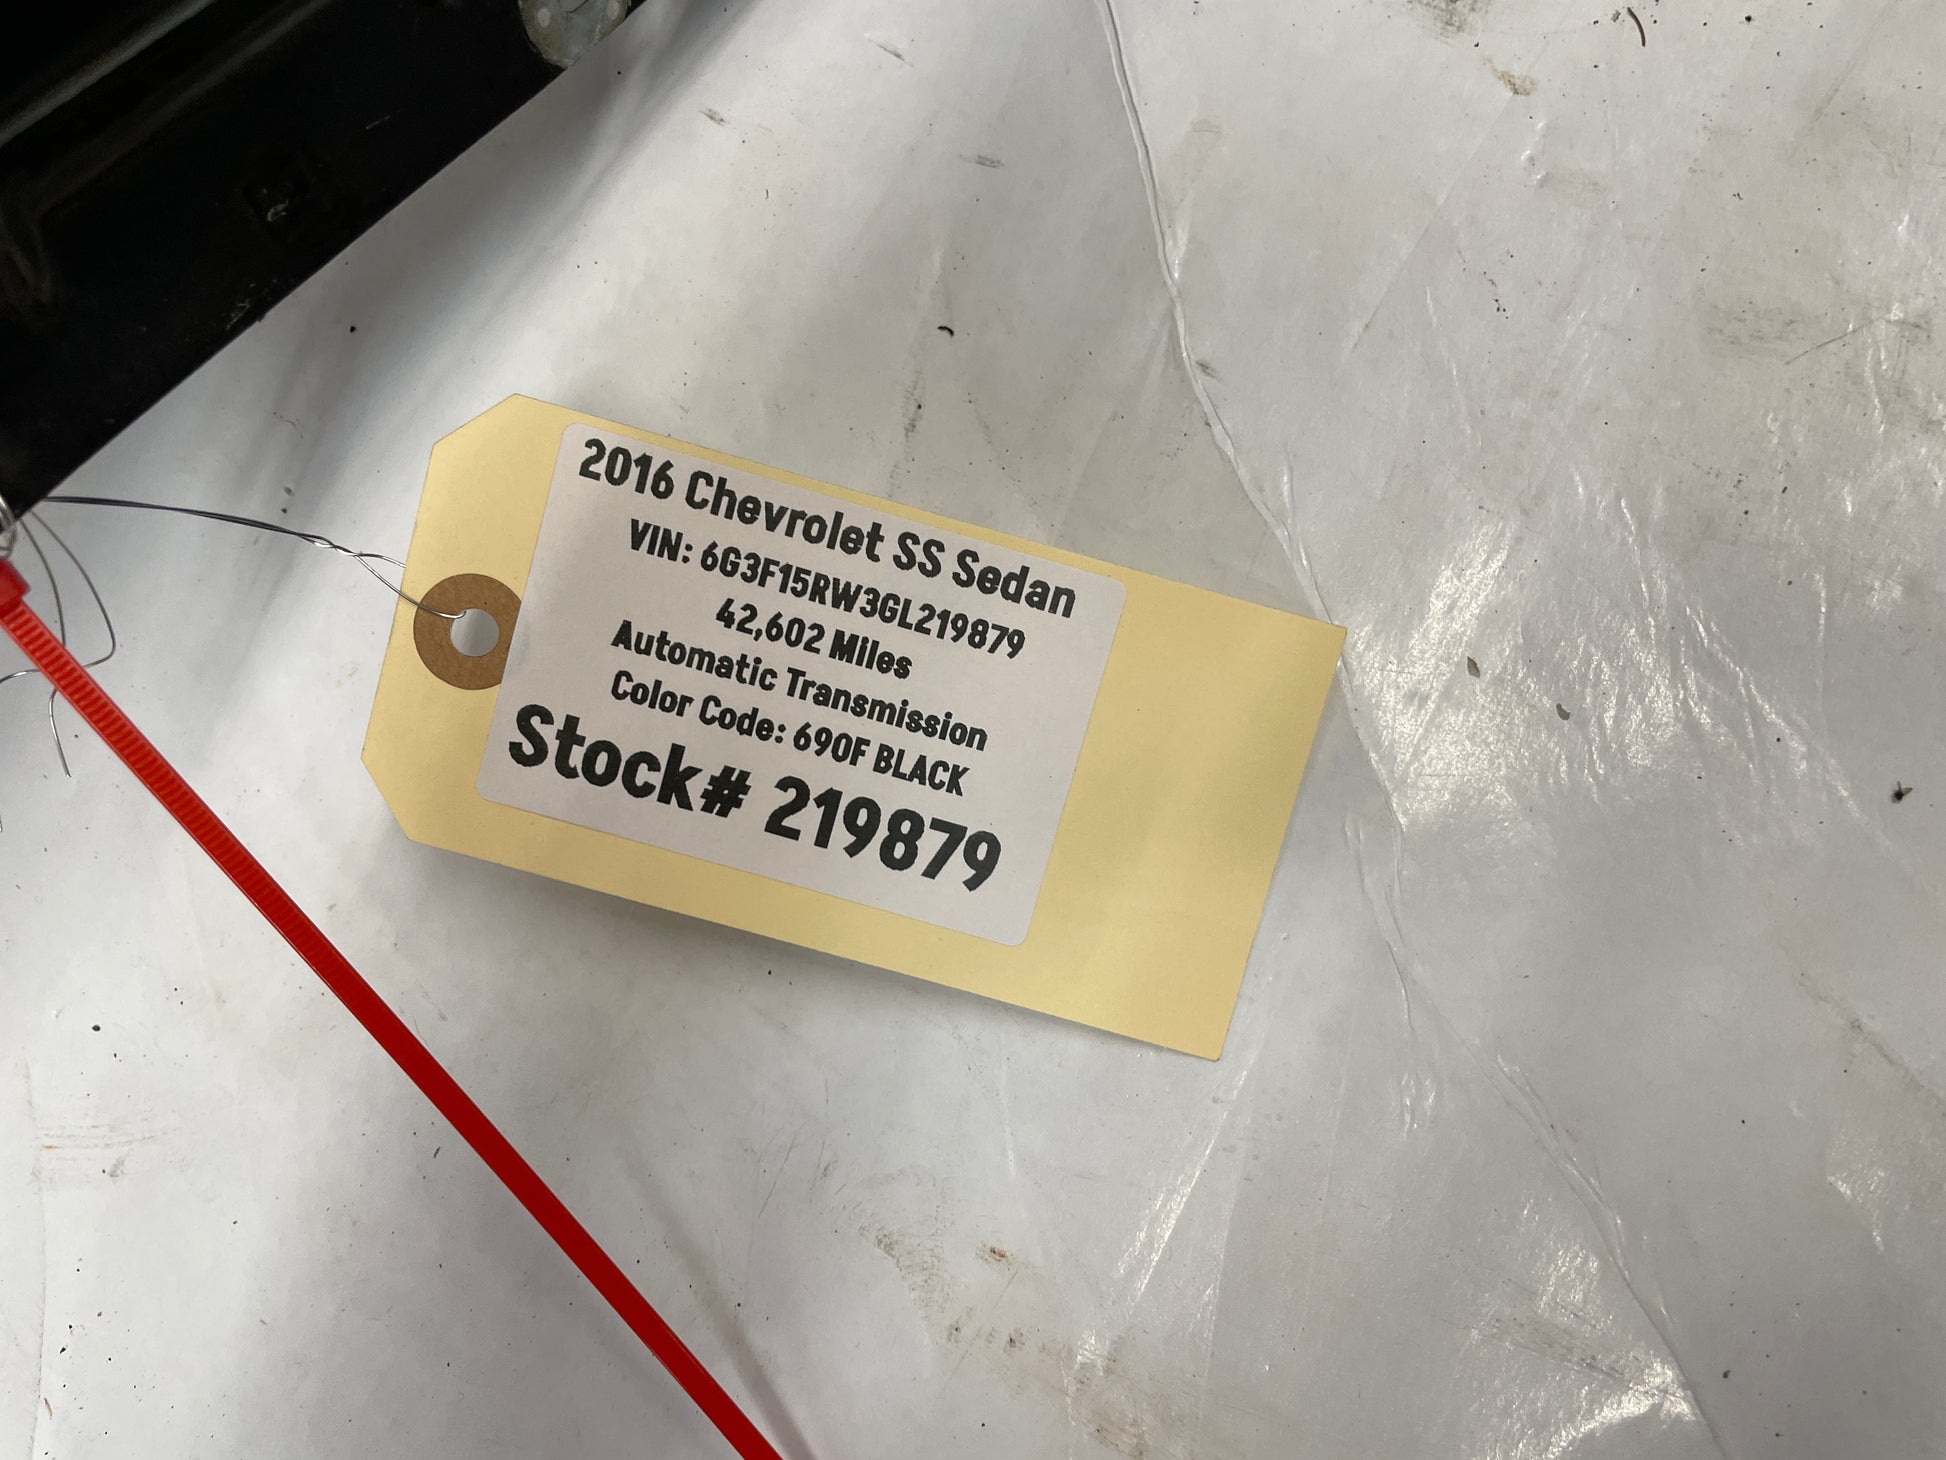 2016 Chevrolet SS Sedan
VIN: 6G3F15RW3GL219879
42,602 Miles
Automatic Transmission
Color Code: 690F BLACK
Stock# 219879